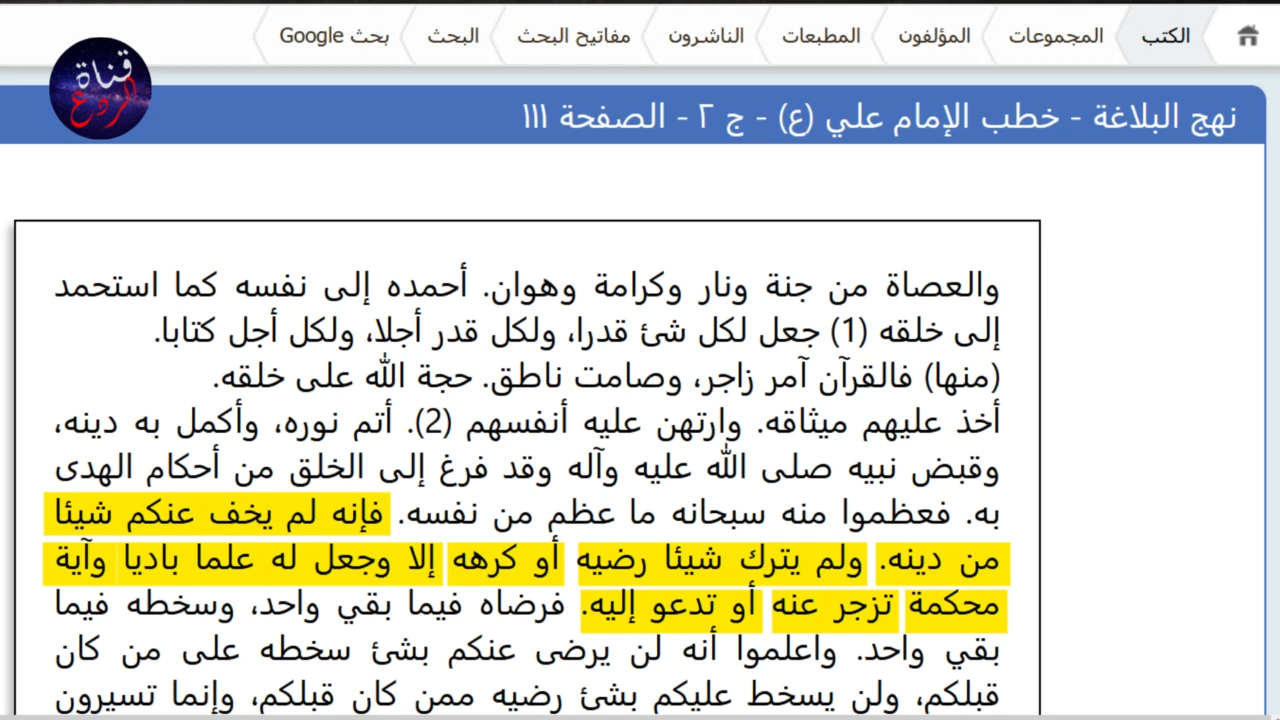 الكتب المجموعات المؤلفون المطبعات الناشرون مفاتيح البحث البحث بحث Google
قناة
الردع
نهج البلاغة - خطب الإمام علي (ع) - ج ٢ - الصفحة ١١١
والعصاة من جنة ونار وكرامة وهوان. أحمده إلى نفسه كما استحمد
إلى خلقه (1) جعل لكل شئ قدرا، ولكل قدر أجلا، ولكل أجل كتابا.
(منها) فالقرآن آمر زاجر، وصامت ناطق. حجة الله على خلقه.
أخذ عليهم ميثاقه. وارتهن عليه أنفسهم (2). أتم نوره، وأكمل به دينه،
وقبض نبيه صلى الله عليه وآله وقد فرغ إلى الخلق من أحكام الهدى
به. فعظموا منه سبحانه ما عظم من نفسه. فإنه لم يخف عنكم شيئا
من دينه. ولم يترك شيئا رضيه أو كرهه إلا وجعل له علما باديا وآية
محكمة تزجر عنه أو تدعو إليه. فرضاه فيما بقي واحد، وسخطه فيما
بقي واحد. واعلموا أنه لن يرضى عنكم بشئ سخطه على من كان
قبلكم، ولن يسخط عليكم بشئ رضيه ممن كان قبلكم، وإنما تسيرون